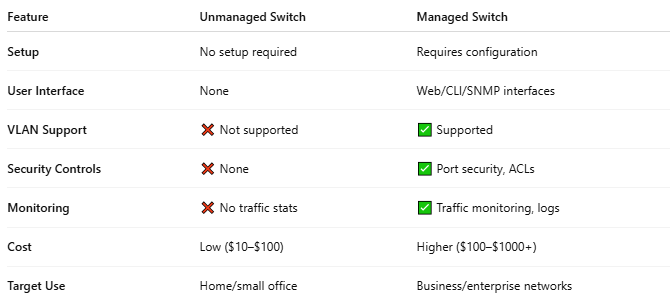 Feature Unmanaged Switch Managed Switch
Setup No setup required Requires configuration
User Interface None Web/CLI/SNMP interfaces
VLAN Support ❌ Not supported ✅ Supported
Security Controls ❌ None ✅ Port security, ACLs
Monitoring ❌ No traffic stats ✅ Traffic monitoring, logs
Cost Low ($10–$100) Higher ($100–$1000+)
Target Use Home/small office Business/enterprise networks